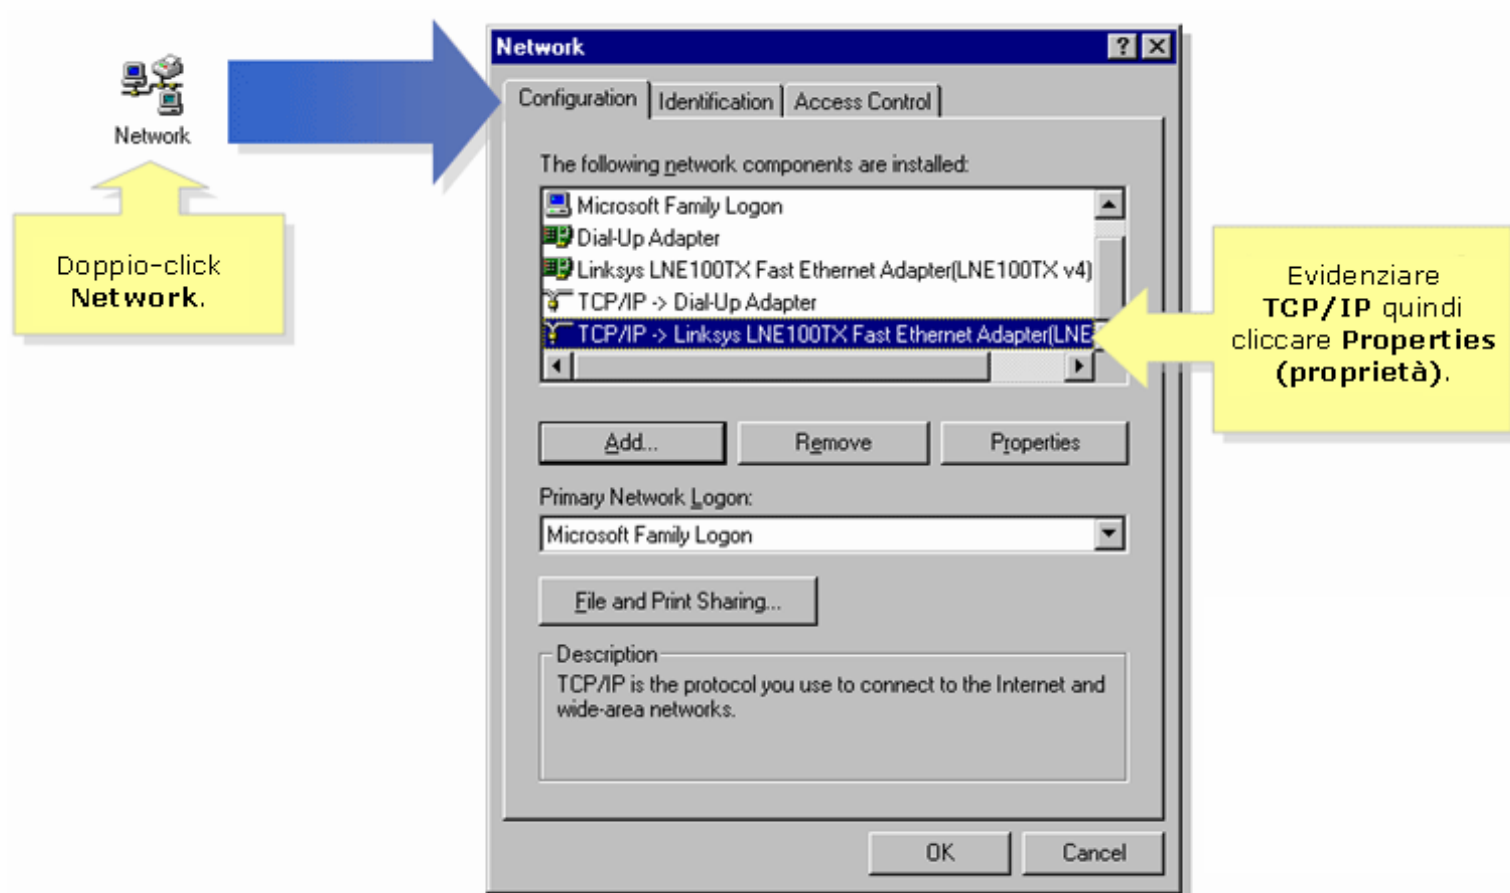 Network
Doppio-click
Network.
Network
Configuration
Identification
Access Control
The following network components are installed:
Microsoft Family Logon
Dial-Up Adapter
Linksys LNE100TX Fast Ethernet Adapter(LNE100TX v4)
TCP/IP -> Dial-Up Adapter
TCP/IP -> Linksys LNE100TX Fast Ethernet Adapter(LNE
Evidenziare
TCP/IP quindi
cliccare Properties
(proprietà).
Add...
Remove
Properties
Primary Network Logon:
Microsoft Family Logon
File and Print Sharing...
Description
TCP/IP is the protocol you use to connect to the Internet and
wide-area networks.
OK
Cancel